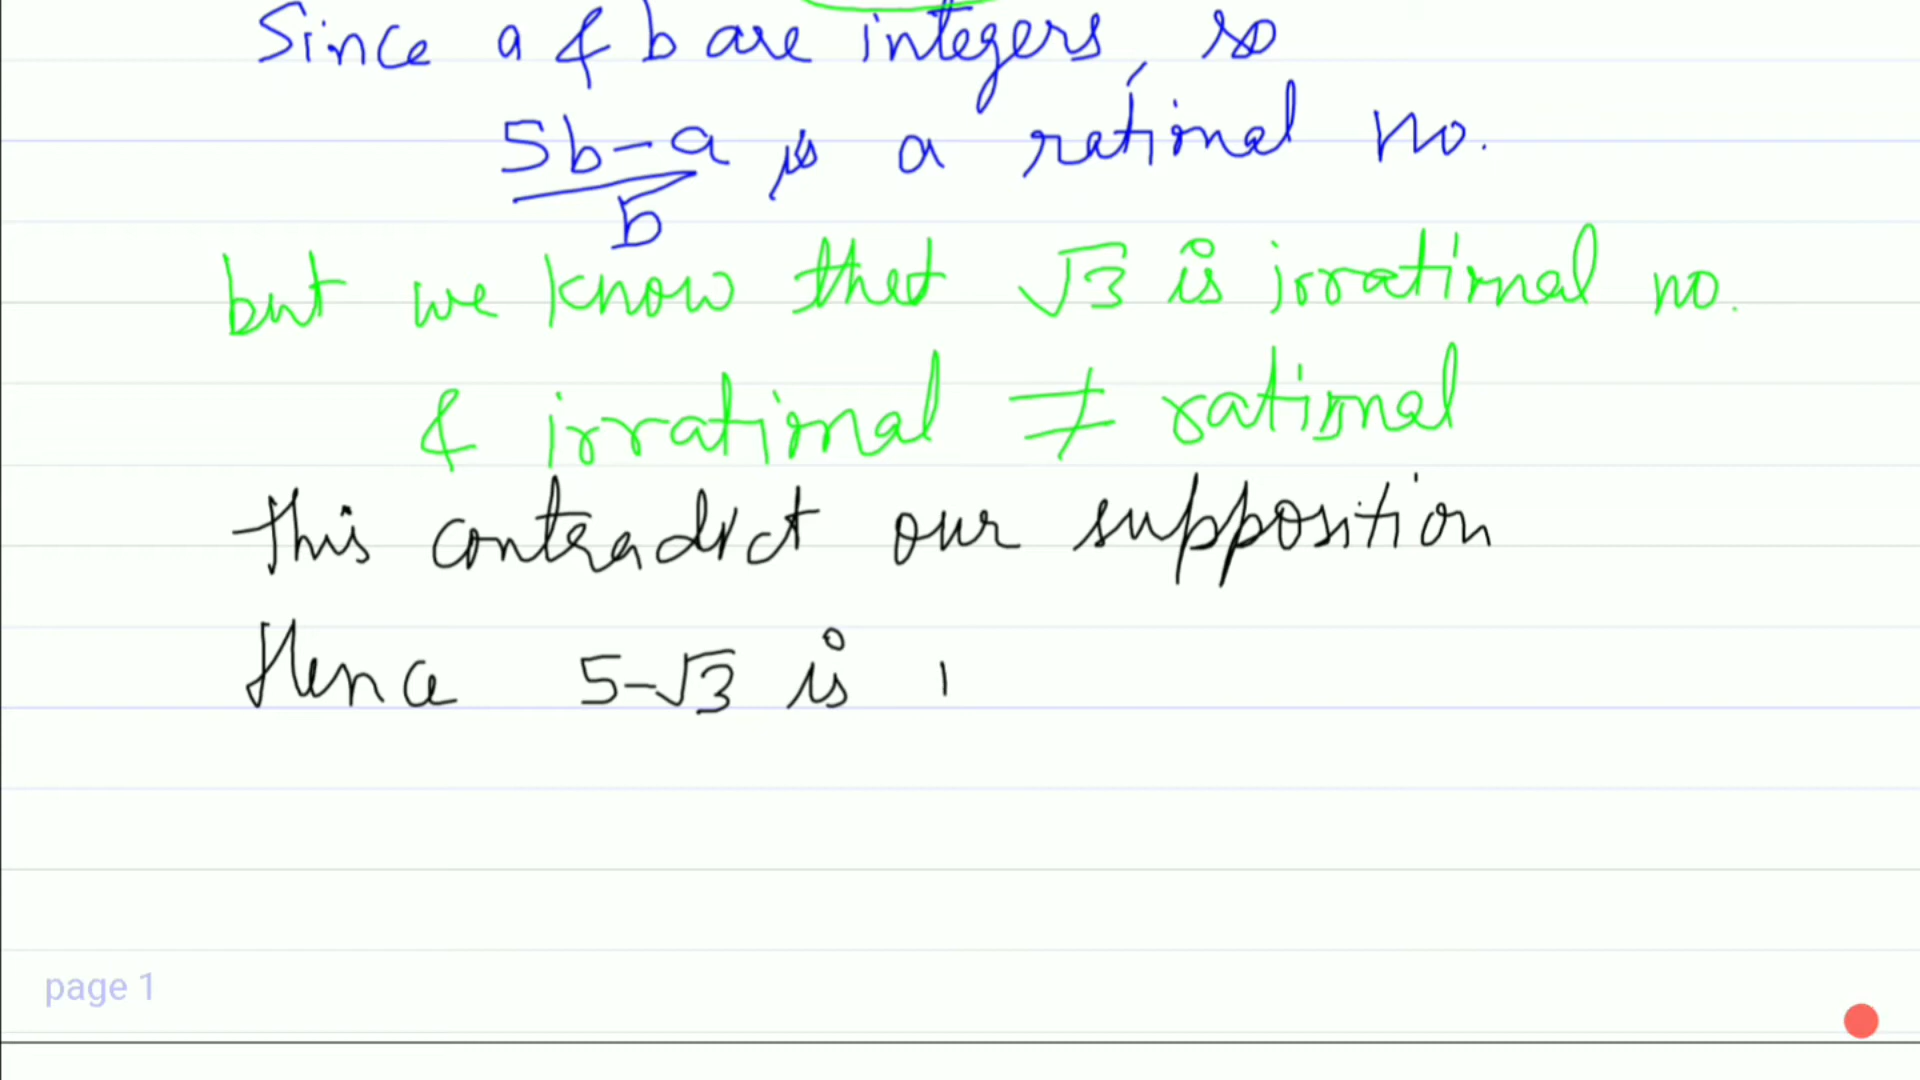 Since a & b are integers, so
5b-a is a rational no.
b
but we know that √3 is irrational no.
& irrational ≠ rational
This contradict our supposition
Hence 5-√3 is
page 1